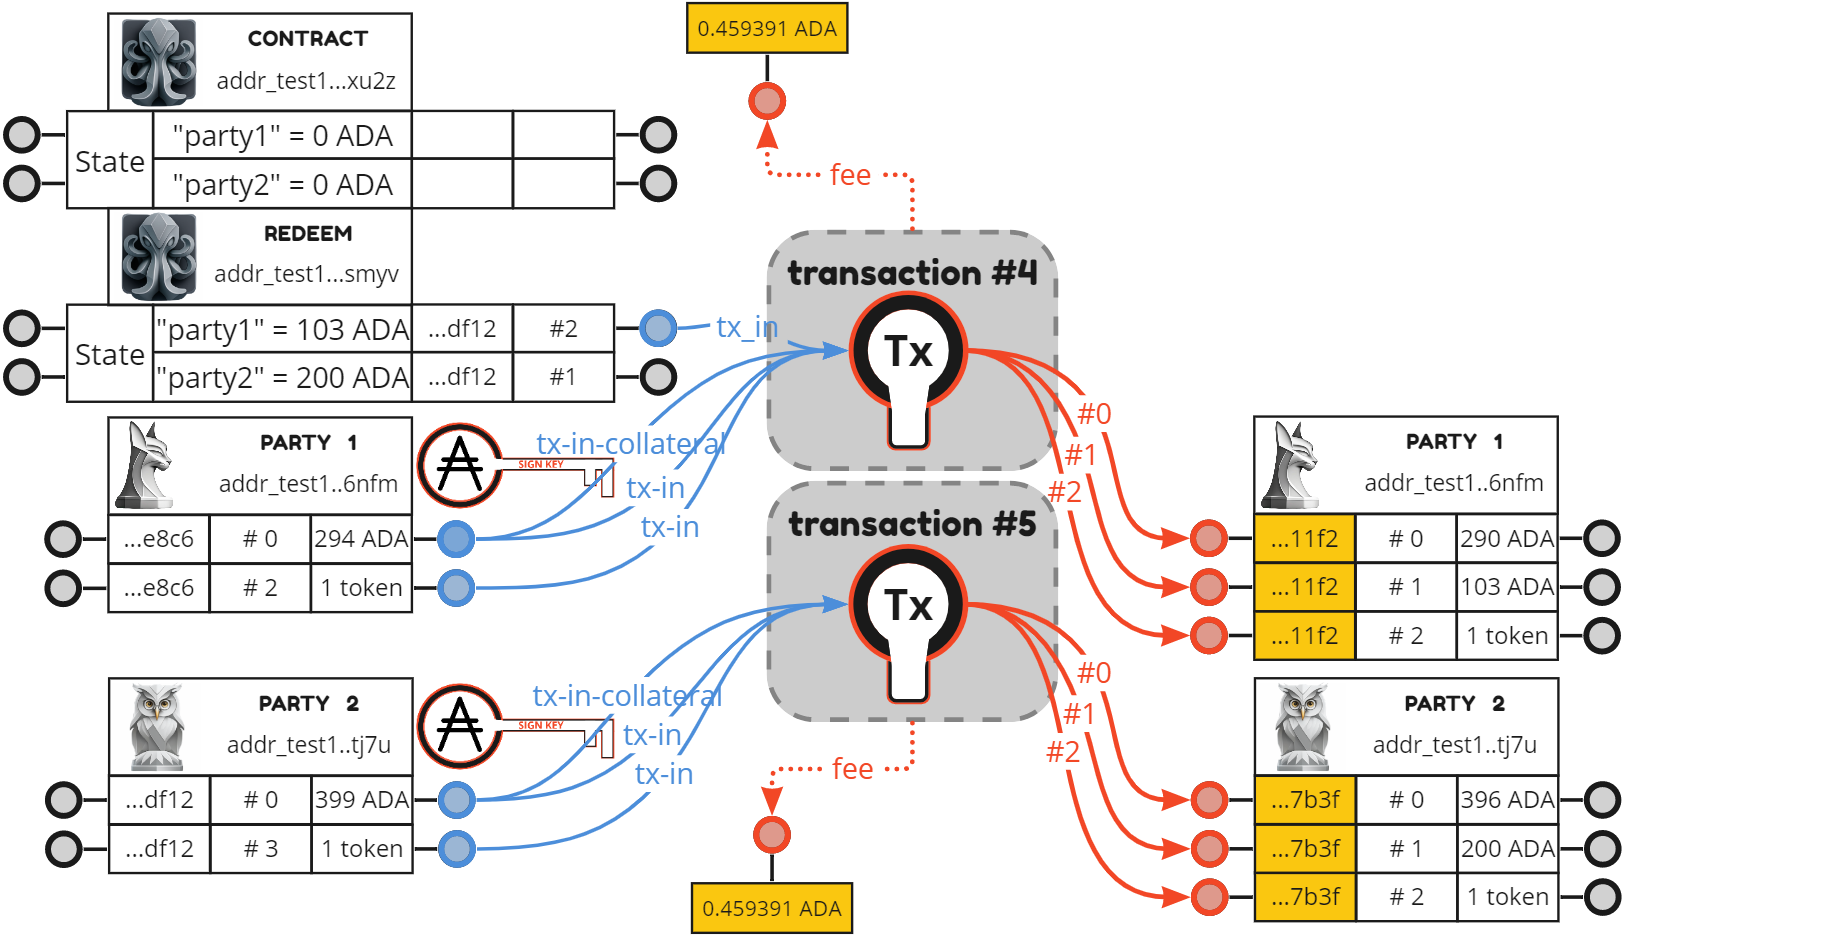 0.459391 ADA
CONTRACT
addr_test1...xu2z
State
"party1" = 0 ADA
"party2" = 0 ADA
fee
REDEEM
addr_test1...smyv
State
"party1" = 103 ADA ...df12 #2
"party2" = 200 ADA ...df12 #1
tx_in
transaction #4
Tx
PARTY 1
addr_test1..6nfm
SIGN KEY
...e8c6 # 0 294 ADA
...e8c6 # 2 1 token
tx-in-collateral
tx-in
tx-in
#0
#1
#2
PARTY 1
addr_test1..6nfm
...11f2 # 0 290 ADA
...11f2 # 1 103 ADA
...11f2 # 2 1 token
transaction #5
Tx
PARTY 2
addr_test1..tj7u
SIGN KEY
...df12 # 0 399 ADA
...df12 # 3 1 token
tx-in-collateral
tx-in
tx-in
fee
0.459391 ADA
#0
#1
#2
PARTY 2
addr_test1..tj7u
...7b3f # 0 396 ADA
...7b3f # 1 200 ADA
...7b3f # 2 1 token